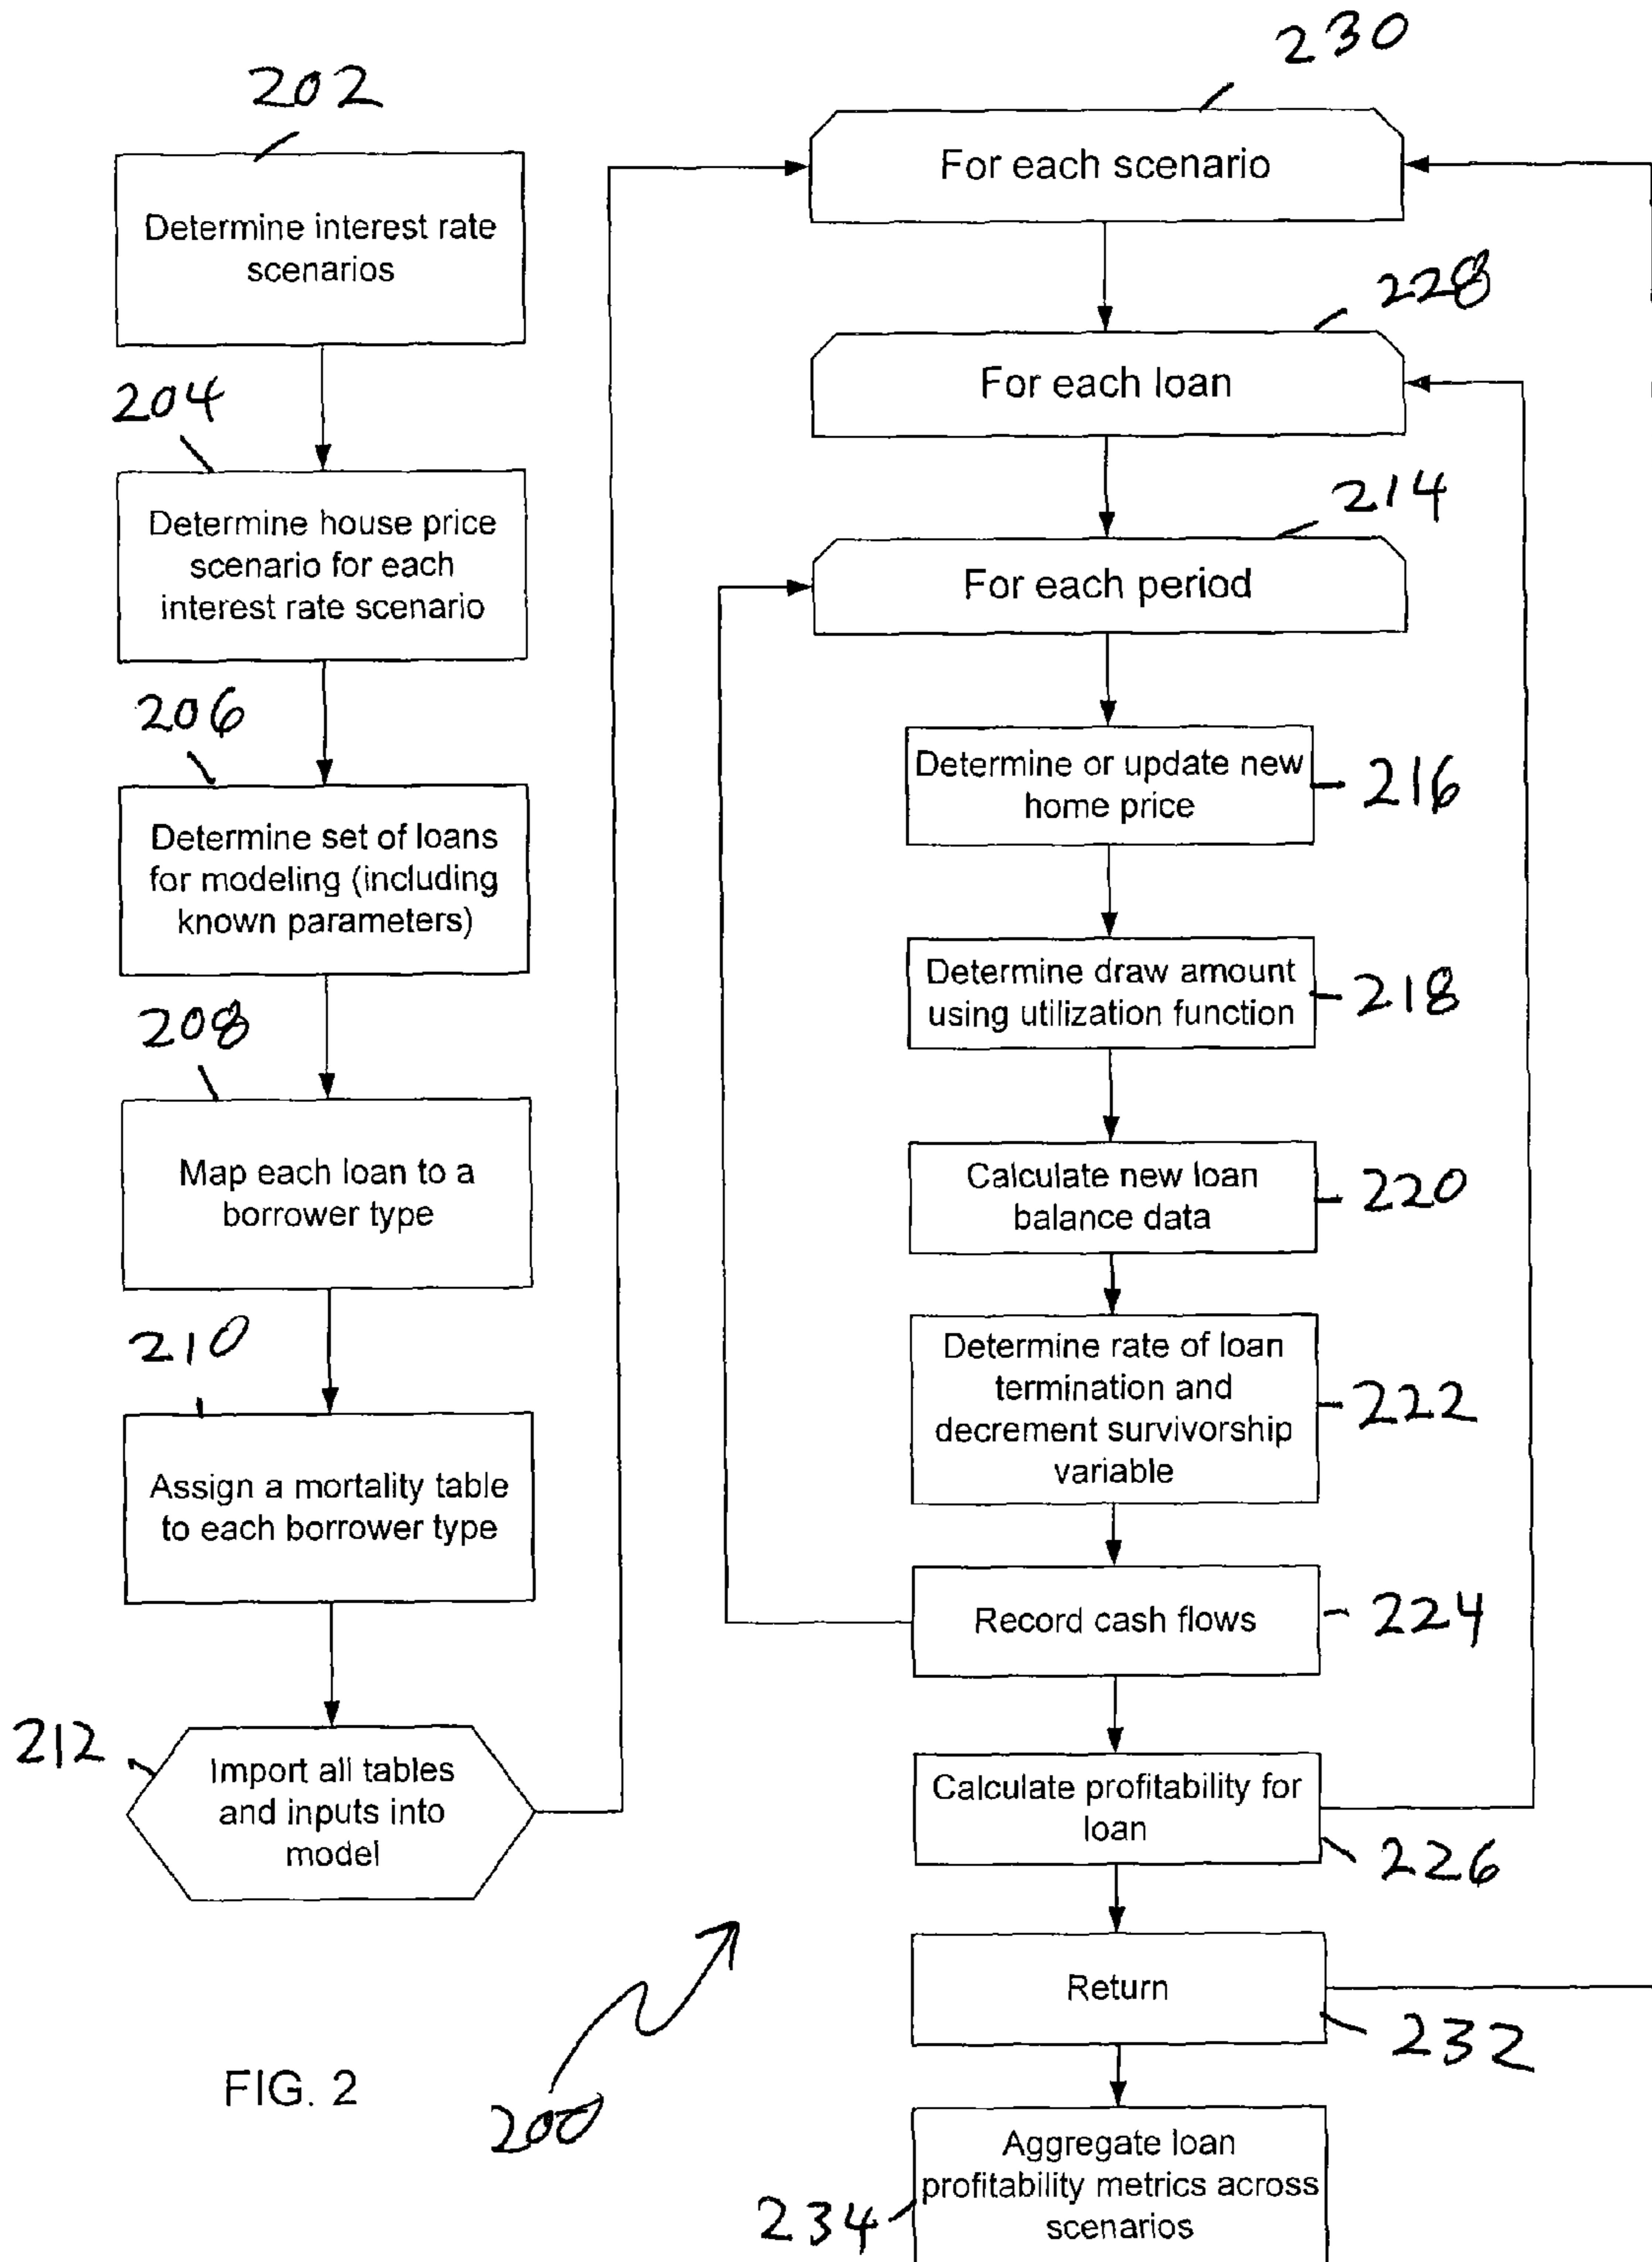 202
Determine interest rate
scenarios
204
Determine house price
scenario for each
interest rate scenario
206
Determine set of loans
for modeling (including
known parameters)
208
Map each loan to a
borrower type
210
Assign a mortality table
to each borrower type
212
Import all tables
and inputs into
model
230
For each scenario
228
For each loan
214
For each period
Determine or update new
home price
216
Determine draw amount
using utilization function
218
Calculate new loan
balance data
220
Determine rate of loan
termination and
decrement survivorship
variable
222
Record cash flows
224
Calculate profitability for
loan
226
Return
232
Aggregate loan
profitability metrics across
scenarios
234
FIG. 2
200